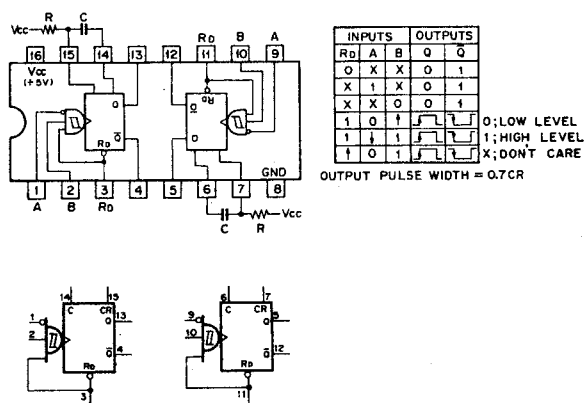 R C
Vcc
RD B A
16 15 14 13 12 11 10 9
Vcc
(+5V)
Q
Q̅
RD
RD
Q̅
Q
GND
1 2 3 4 5 6 7 8
A B RD
C R Vcc
INPUTS OUTPUTS
RD A B Q Q̅
0 X X 0 1
X 1 X 0 1
X X 0 0 1
1 0 ↑ 0; LOW LEVEL
1 ↓ 1 1; HIGH LEVEL
↑ 0 1 X; DON'T CARE
OUTPUT PULSE WIDTH = 0.7CR
14 15
C CR
1 Q 13
2
Q̅ 4
RD
3
6 7
C CR
9 Q 5
10
Q̅ 12
RD
11